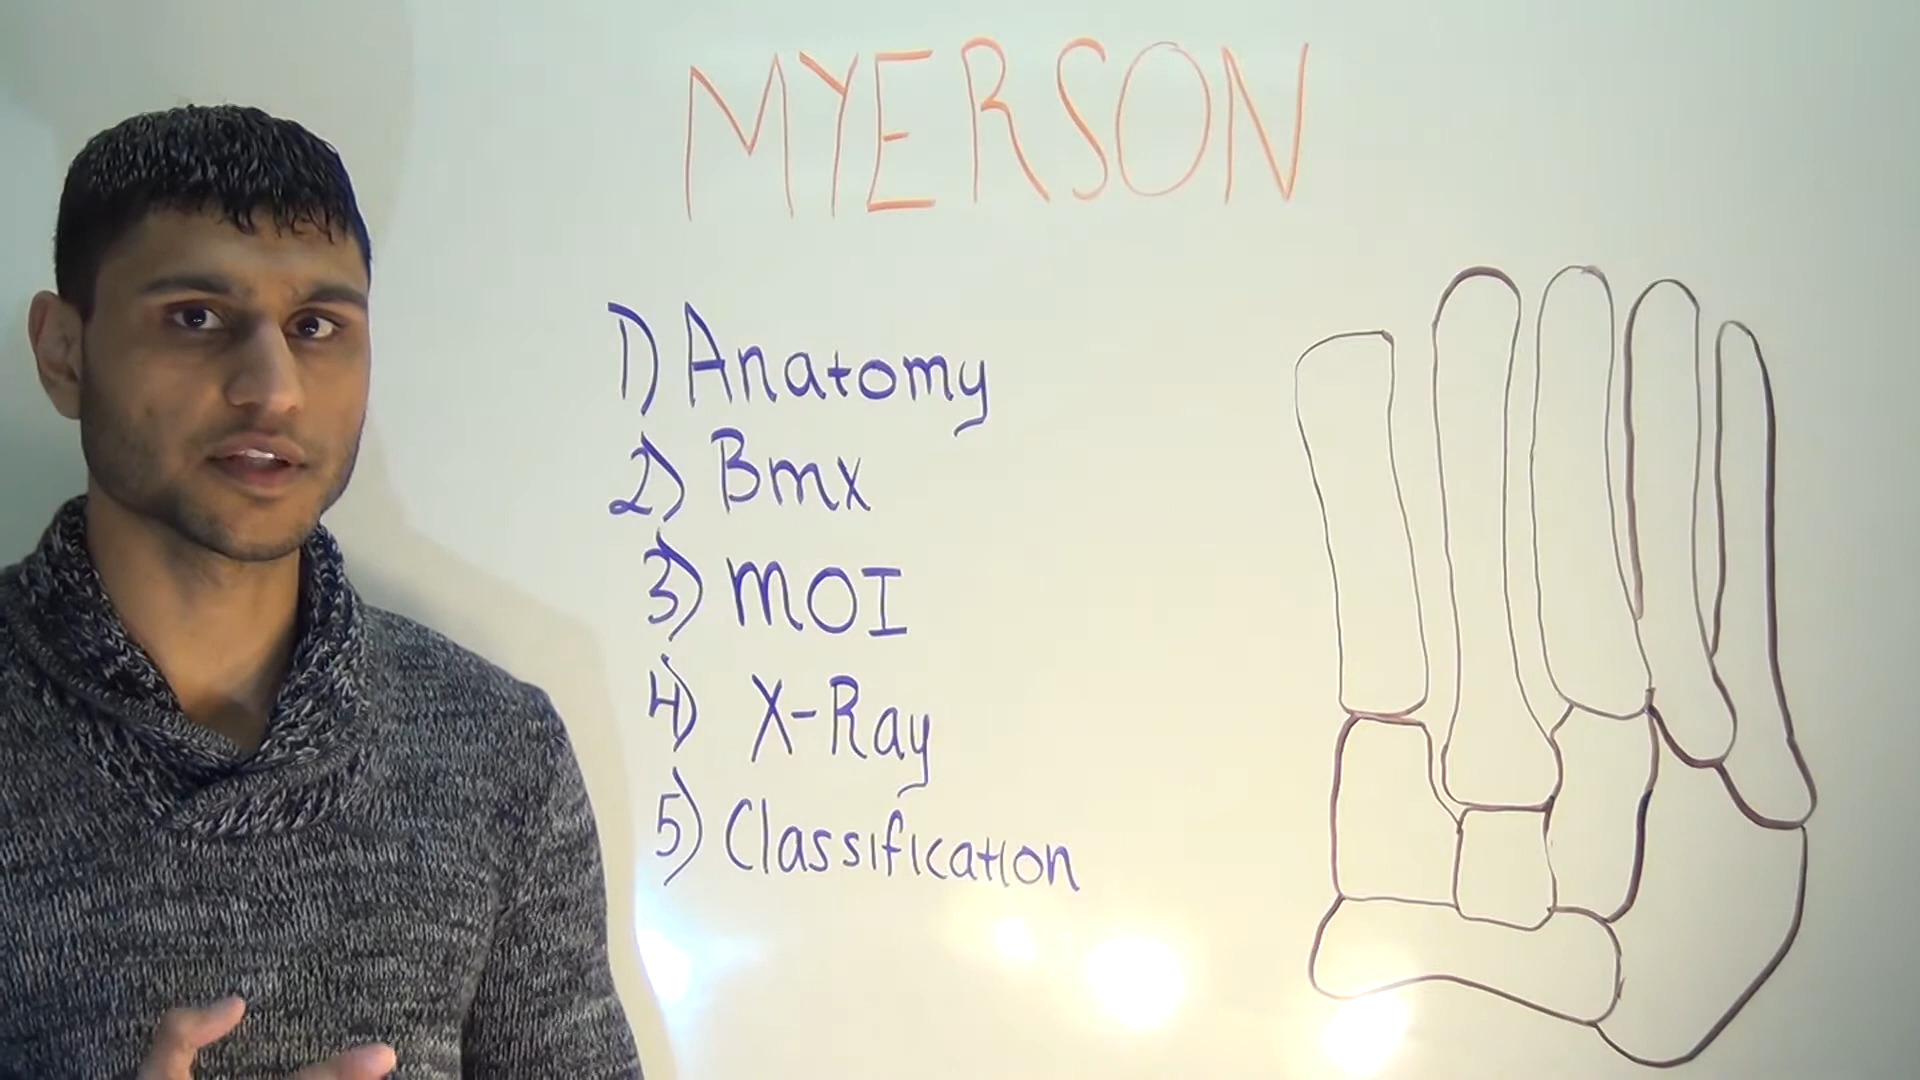 MYERSON
1) Anatomy
2) Bmx
3) MOI
4) X-Ray
5) Classification